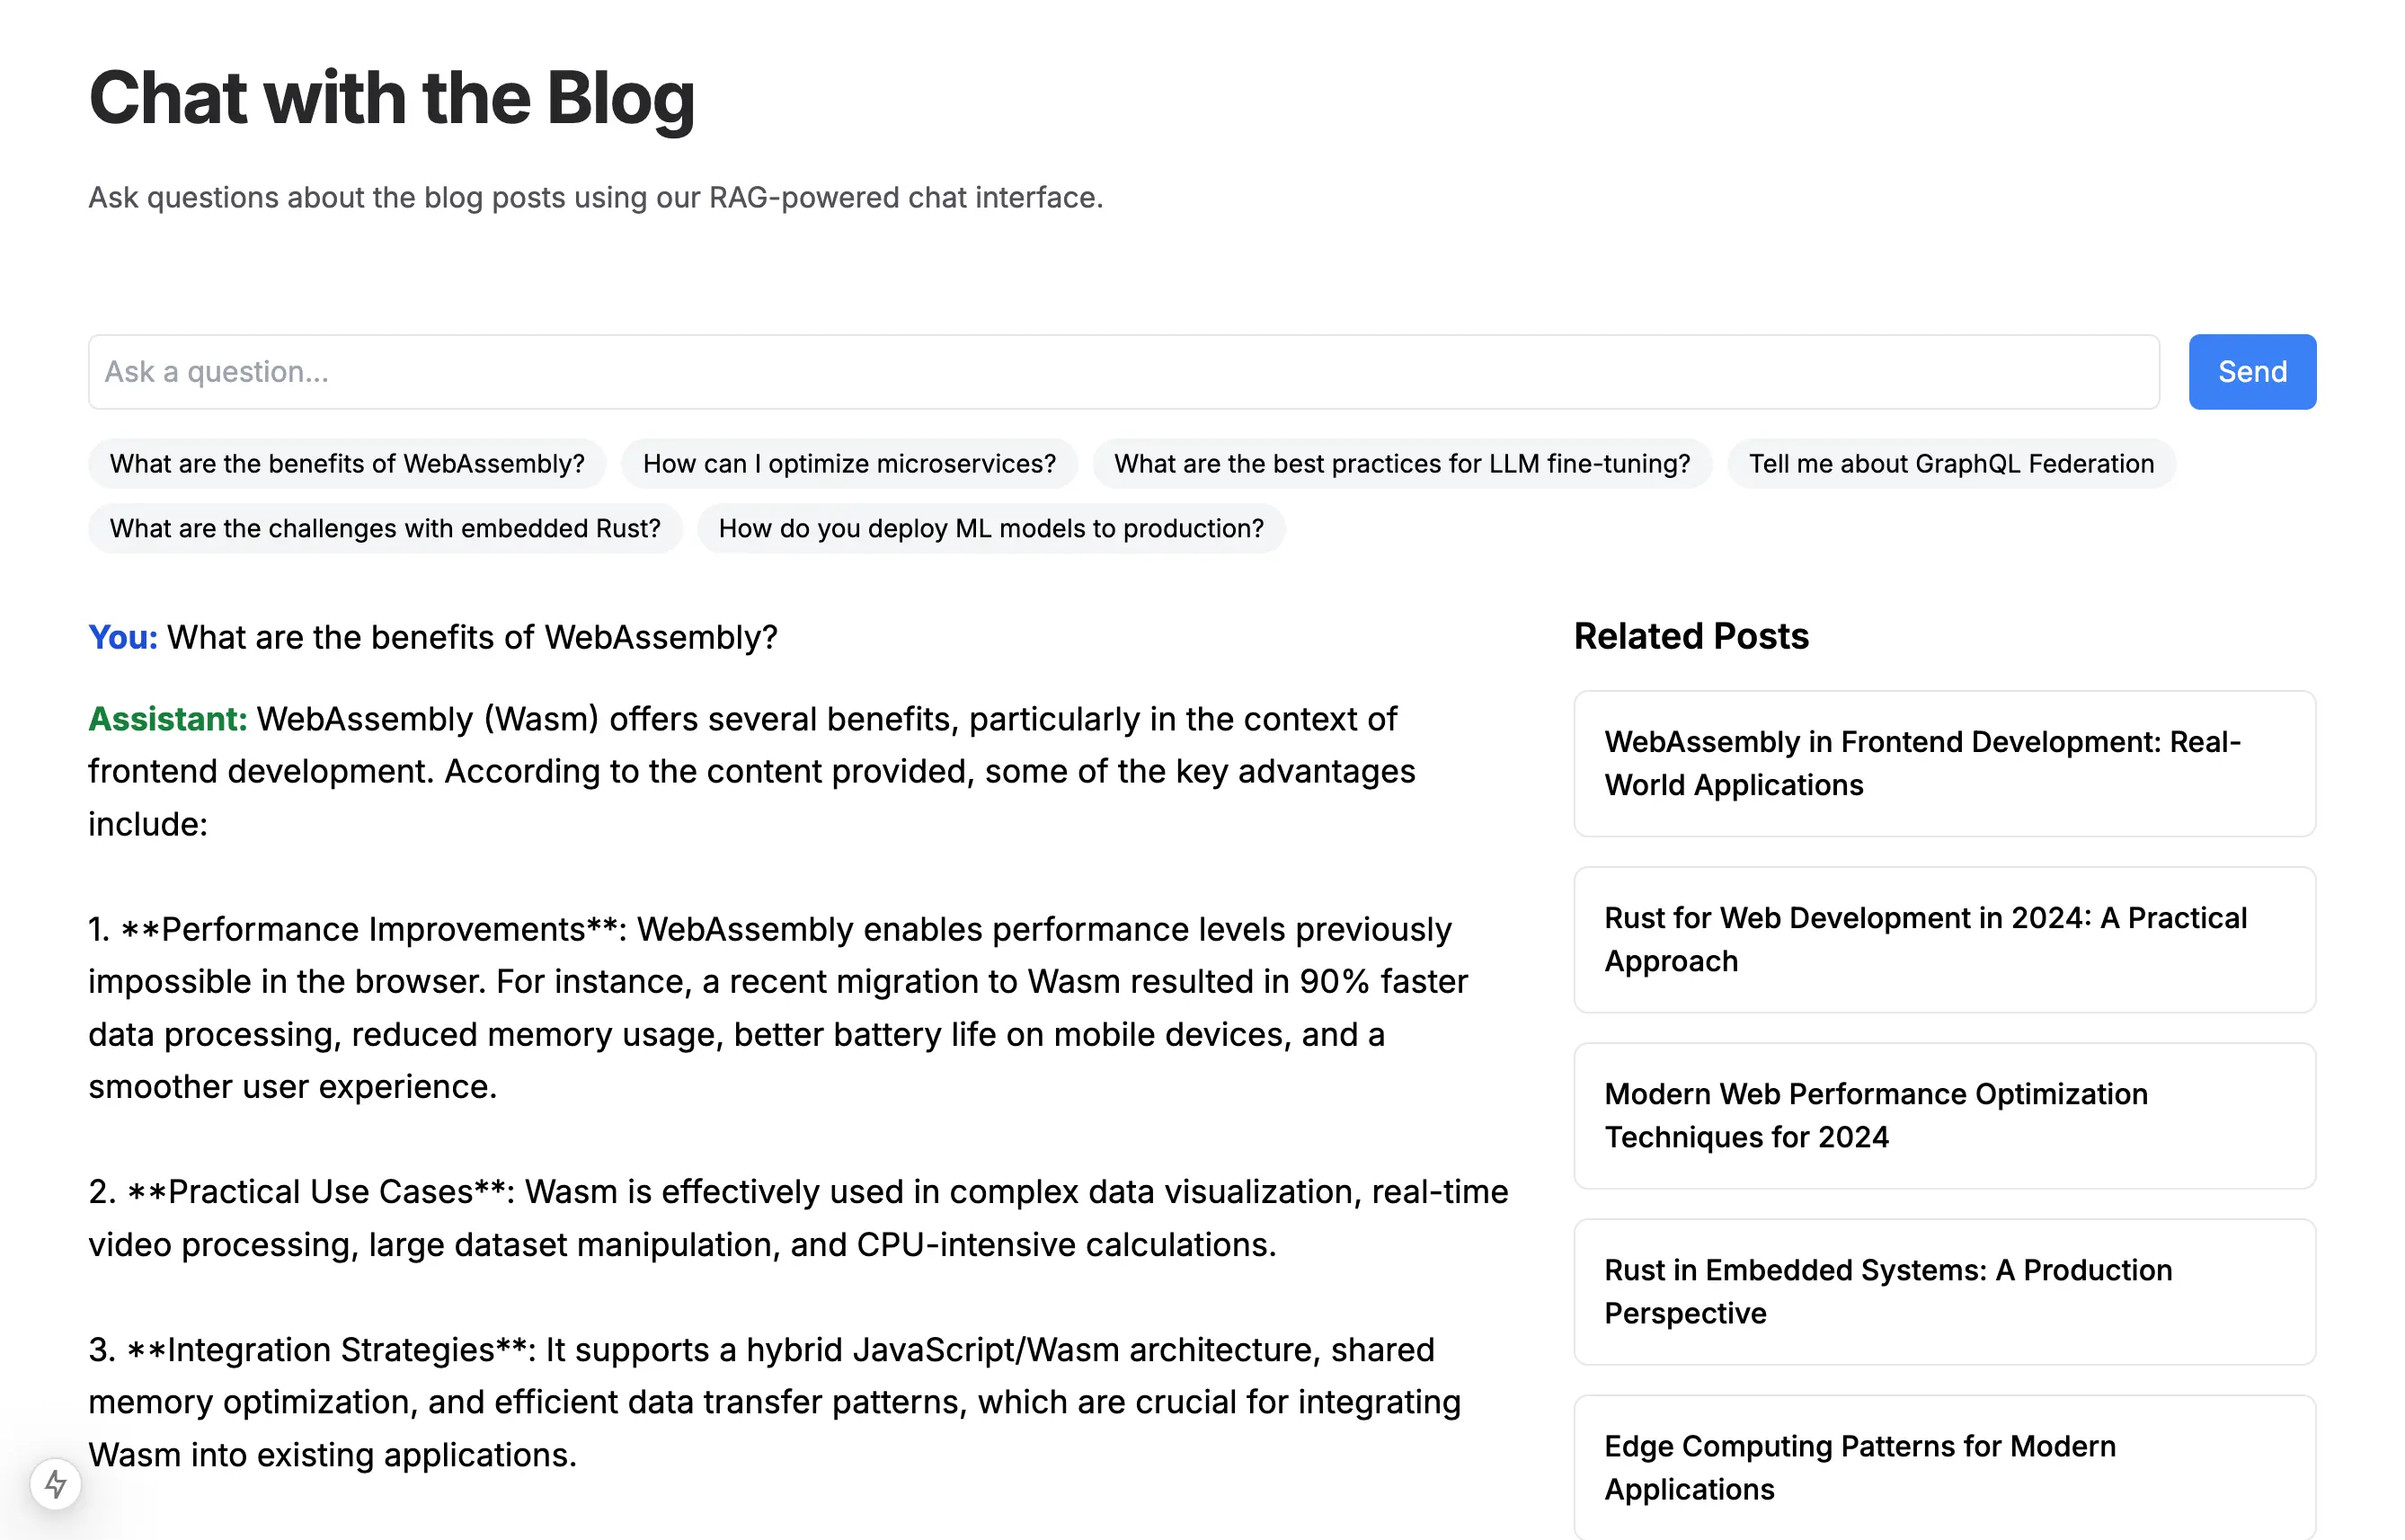 Chat with the Blog
Ask questions about the blog posts using our RAG-powered chat interface.
Ask a question...
Send
What are the benefits of WebAssembly?
How can I optimize microservices?
What are the best practices for LLM fine-tuning?
Tell me about GraphQL Federation
What are the challenges with embedded Rust?
How do you deploy ML models to production?
You: What are the benefits of WebAssembly?
Assistant: WebAssembly (Wasm) offers several benefits, particularly in the context of
frontend development. According to the content provided, some of the key advantages
include:
1. **Performance Improvements**: WebAssembly enables performance levels previously
impossible in the browser. For instance, a recent migration to Wasm resulted in 90% faster
data processing, reduced memory usage, better battery life on mobile devices, and a
smoother user experience.
2. **Practical Use Cases**: Wasm is effectively used in complex data visualization, real-time
video processing, large dataset manipulation, and CPU-intensive calculations.
3. **Integration Strategies**: It supports a hybrid JavaScript/Wasm architecture, shared
memory optimization, and efficient data transfer patterns, which are crucial for integrating
Wasm into existing applications.
Related Posts
WebAssembly in Frontend Development: Real-
World Applications
Rust for Web Development in 2024: A Practical
Approach
Modern Web Performance Optimization
Techniques for 2024
Rust in Embedded Systems: A Production
Perspective
Edge Computing Patterns for Modern
Applications